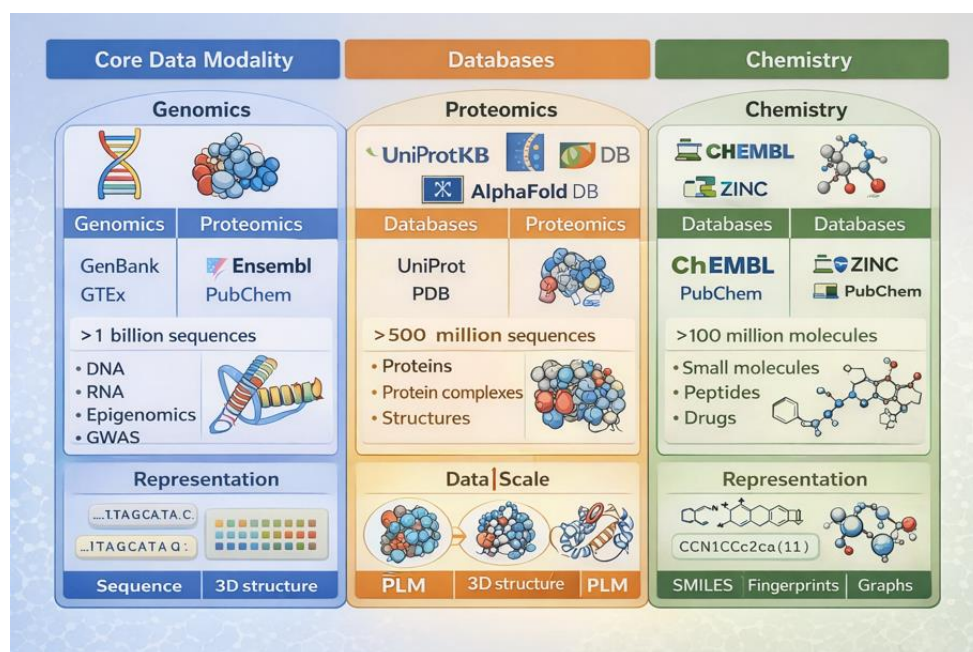 Core Data Modality
Databases
Chemistry
Genomics
Genomics
Proteomics
GenBank
Ensembl
GTEx
PubChem
>1 billion sequences
• DNA
• RNA
• Epigenomics
• GWAS
Representation
....1.TAGCA.TA.C.
...ITAGCATA G:
Sequence
3D structure
Proteomics
UniProtKB
DB
AlphaFold DB
Databases
Proteomics
UniProt
PDB
>500 million sequences
• Proteins
• Protein complexes
• Structures
Data|Scale
PLM
3D structure
PLM
Chemistry
CHEMBL
ZINC
Databases
Databases
ChEMBL
ZINC
PubChem
PubChem
>100 million molecules
• Small molecules
• Peptides
• Drugs
Representation
N
CCN1CCc2ca(11)
SMILES
Fingerprints
Graphs